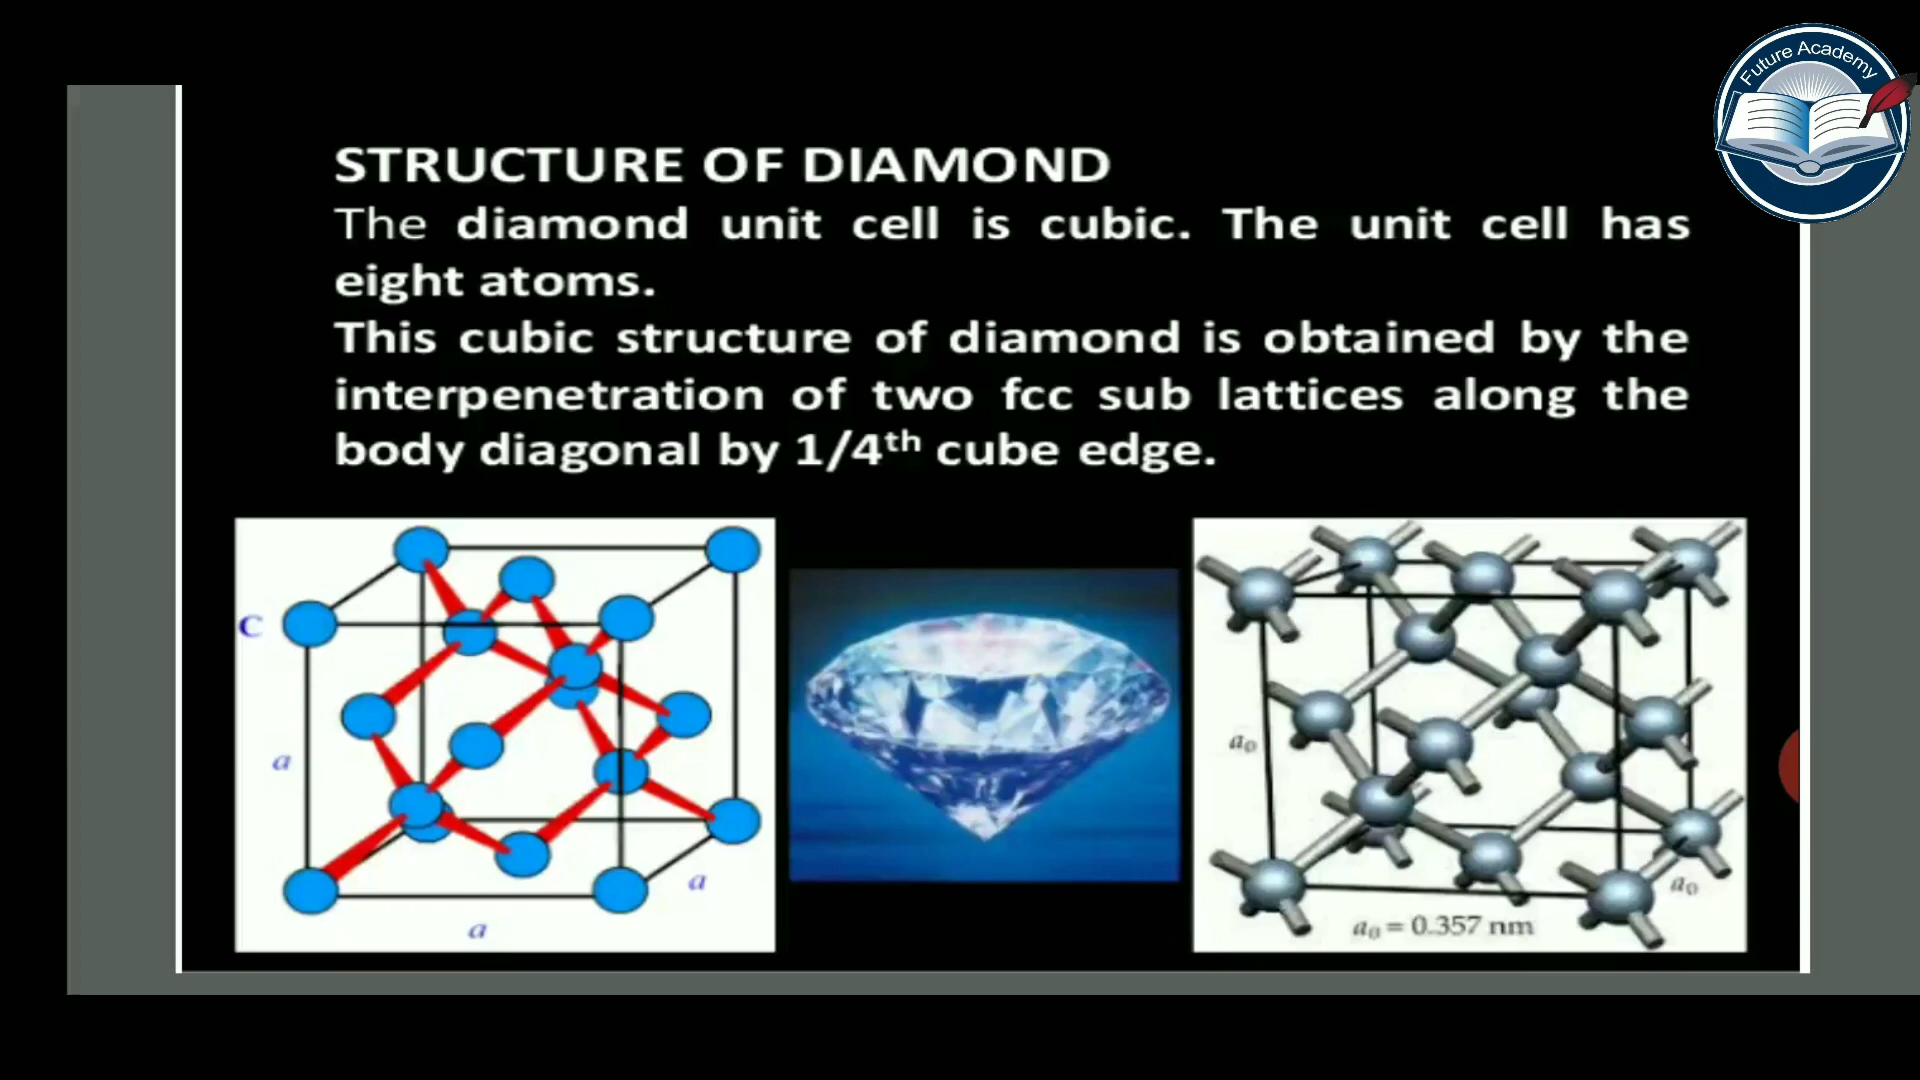 Future Academy
STRUCTURE OF DIAMOND
The diamond unit cell is cubic. The unit cell has
eight atoms.
This cubic structure of diamond is obtained by the
interpenetration of two fcc sub lattices along the
body diagonal by 1/4th cube edge.
C
a
a
a
a₀
a₀
a₀ = 0.357 nm